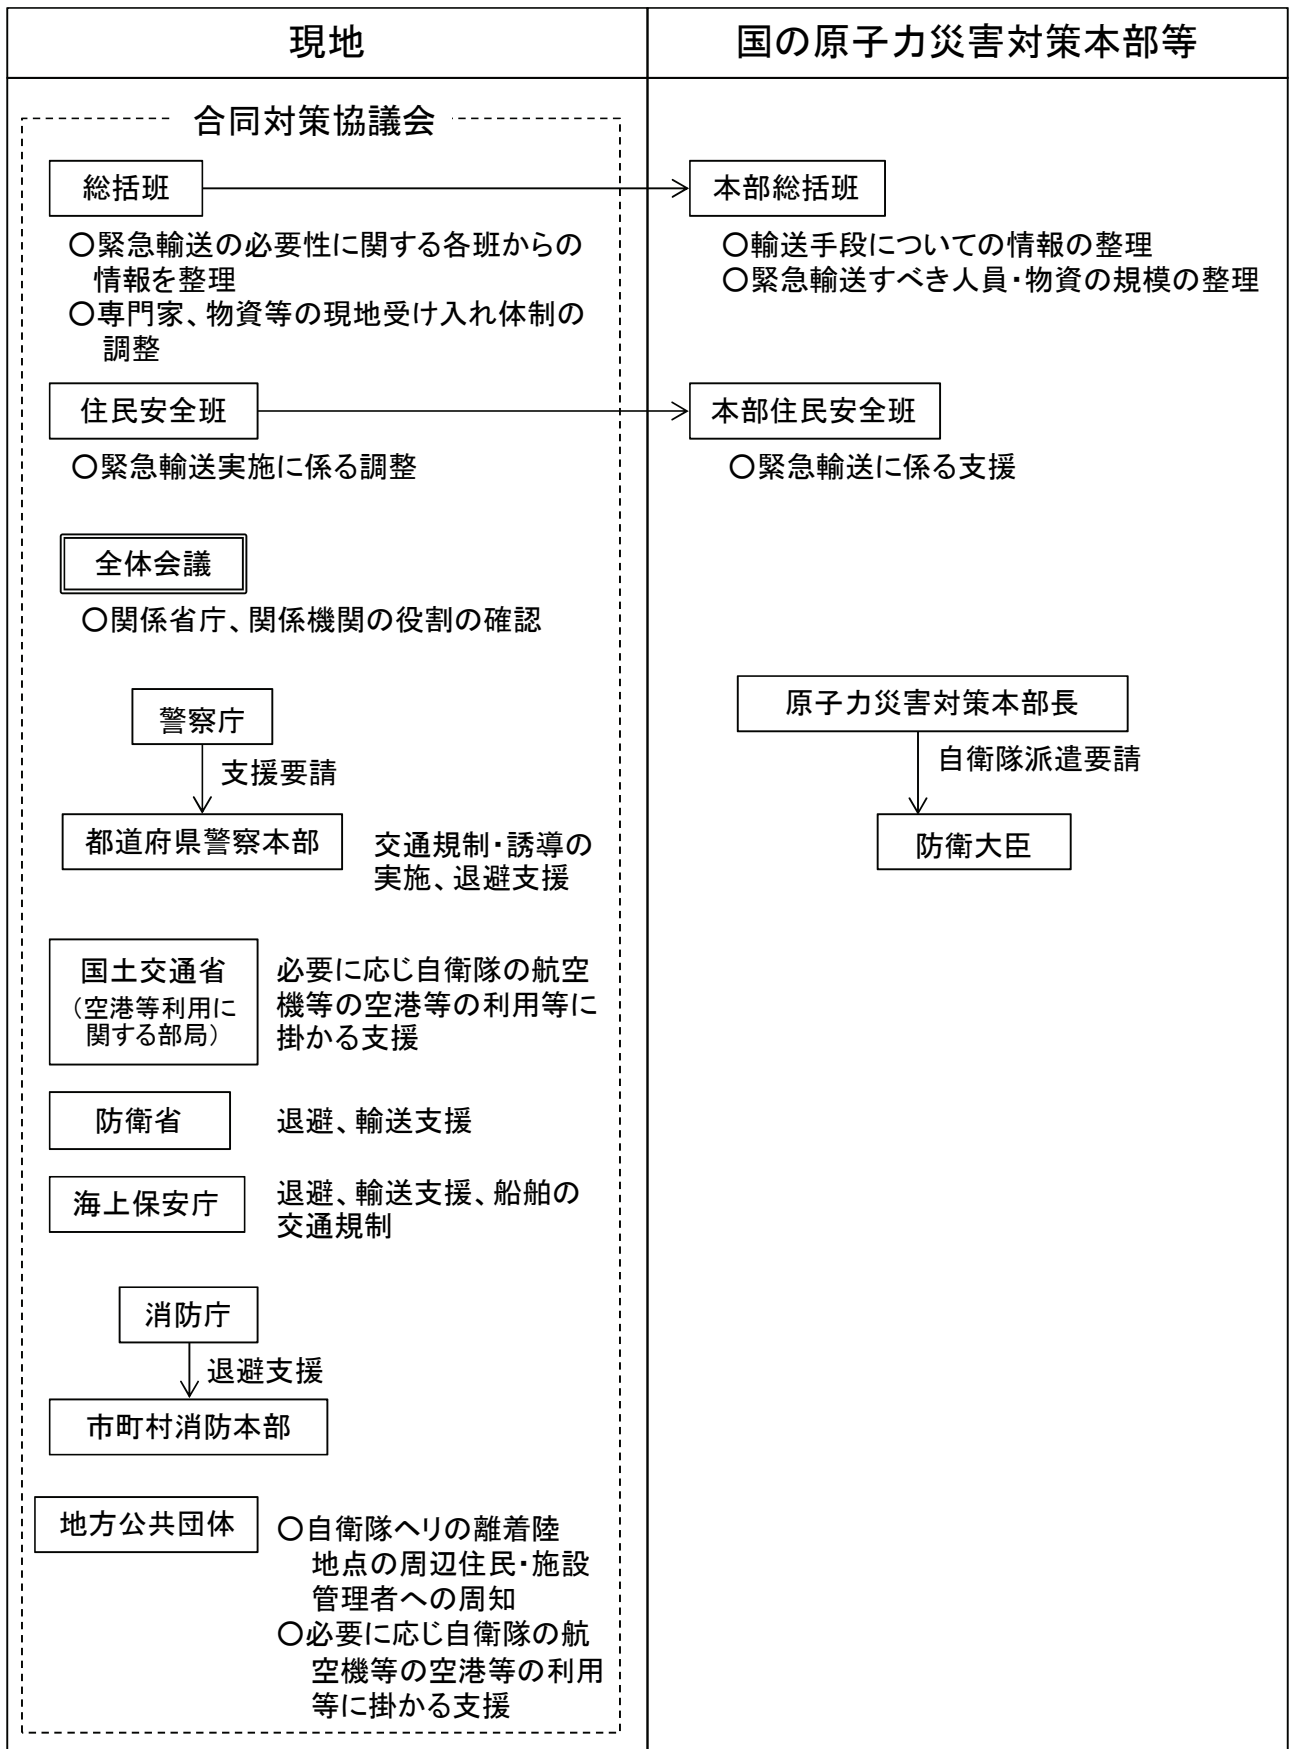 現地
国の原子力災害対策本部等
合同対策協議会
総括班
本部総括班
〇緊急輸送の必要性に関する各班からの
情報を整理
〇専門家、物資等の現地受け入れ体制の
調整
〇輸送手段についての情報の整理
〇緊急輸送すべき人員・物資の規模の整理
住民安全班
本部住民安全班
〇緊急輸送実施に係る調整
〇緊急輸送に係る支援
全体会議
〇関係省庁、関係機関の役割の確認
警察庁
支援要請
都道府県警察本部
交通規制・誘導の
実施、退避支援
原子力災害対策本部長
自衛隊派遣要請
防衛大臣
国土交通省
（空港等利用に
関する部局）
必要に応じ自衛隊の航空
機等の空港等の利用等に
掛かる支援
防衛省
退避、輸送支援
海上保安庁
退避、輸送支援、船舶の
交通規制
消防庁
退避支援
市町村消防本部
地方公共団体
〇自衛隊ヘリの離着陸
地点の周辺住民・施設
管理者への周知
〇必要に応じ自衛隊の航
空機等の空港等の利用
等に掛かる支援